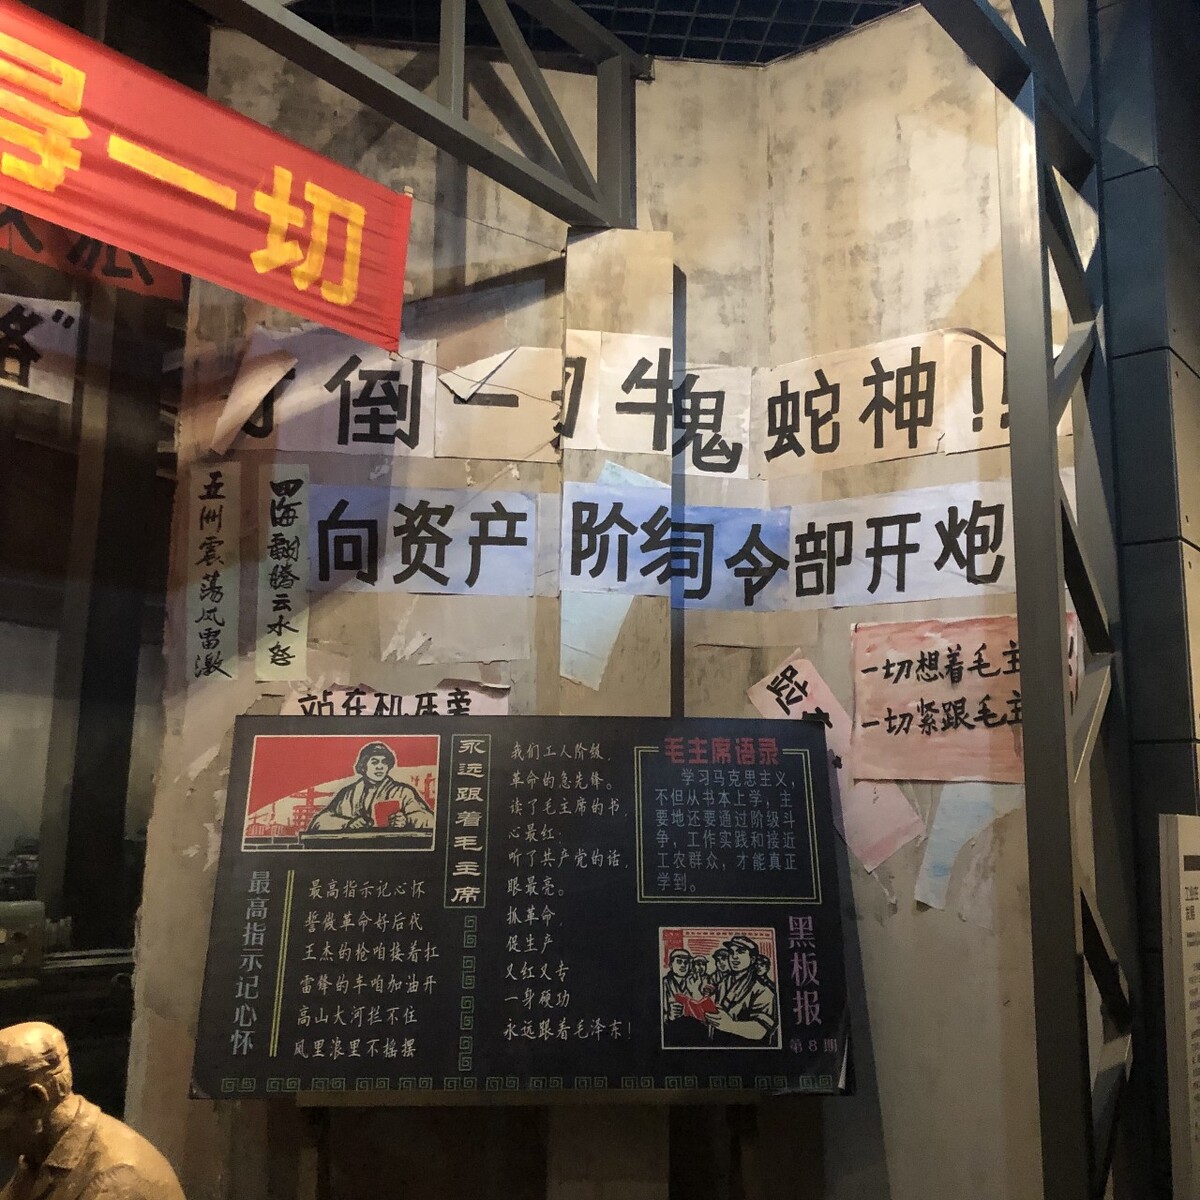 一切
打倒一切牛鬼蛇神!!
向资产阶级司令部开炮
四海翻腾云水怒
五洲震荡风雷激
一切想着毛主
一切紧跟毛主
站在机床旁
永远跟着毛主席
最高指示记心怀
最高指示记心怀
誓做革命好后代
王杰的枪咱接着扛
雷锋的车咱加油开
高山大河拦不住
风里浪里不摇摆
我们工人阶级,
革命的急先锋。
读了毛主席的书,
心最红;
听了共产党的话,
眼最亮。
抓革命,
促生产
又红又专
一身硬功
永远跟着毛泽东!
毛主席语录
学习马克思主义,
不但从书本上学,主
要地还要通过阶级斗
争,工作实践和接近
工农群众,才能真正
学到。
黑板报
第8期